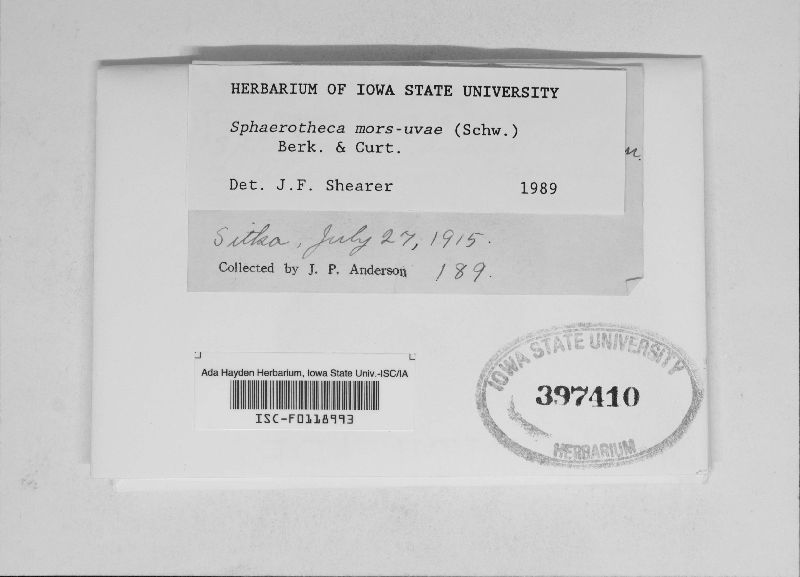 HERBARIUM OF IOWA STATE UNIVERSITY
Sphaerotheca mors-uvae (Schw.)
Berk. & Curt.
Det. J.F. Shearer 1989
Sitka, July 27, 1915.
Collected by J. P. Anderson 189.
Ada Hayden Herbarium, Iowa State Univ.-ISC/IA
ISC-F0118993
IOWA STATE UNIVERSITY
397410
HERBARIUM